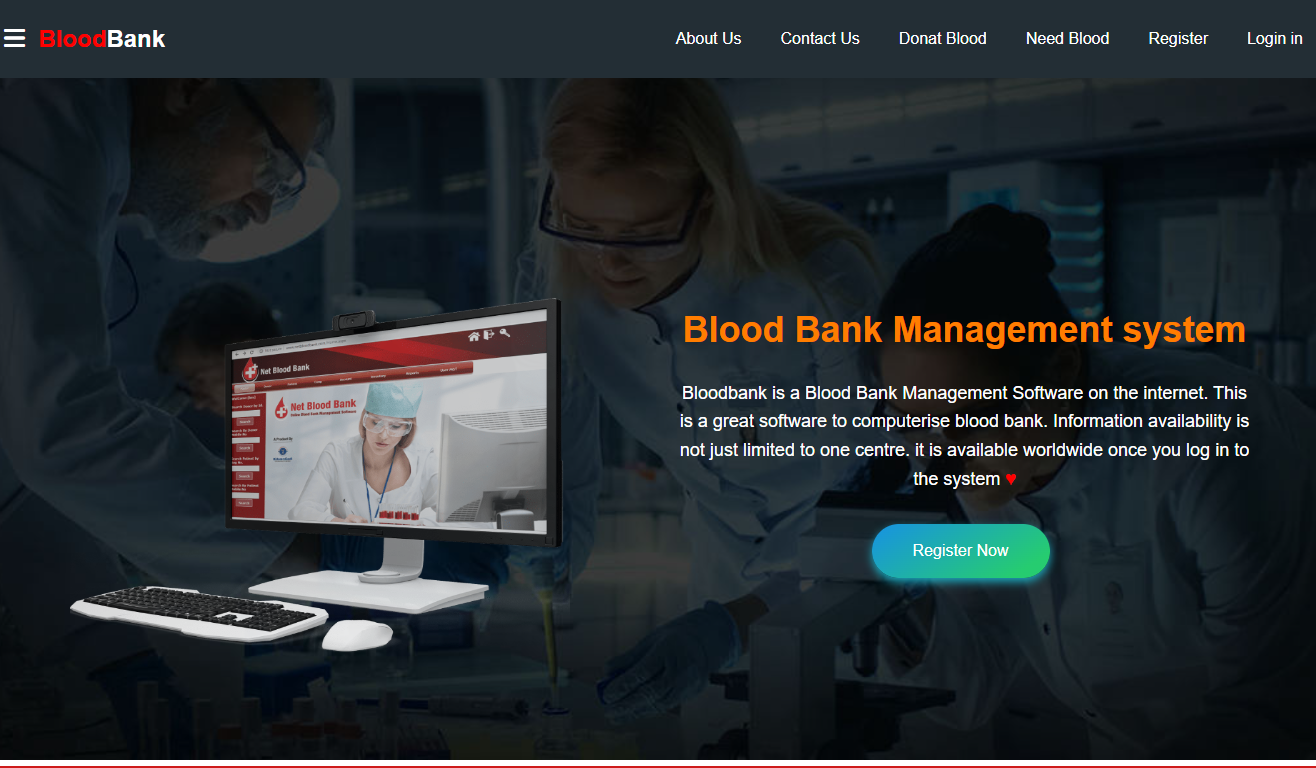 BloodBank
About Us
Contact Us
Donat Blood
Need Blood
Register
Login in
Blood Bank Management system
Bloodbank is a Blood Bank Management Software on the internet. This
is a great software to computerise blood bank. Information availability is
not just limited to one centre. it is available worldwide once you log in to
the system ♥
Register Now
Net Blood Bank
Net Blood Bank